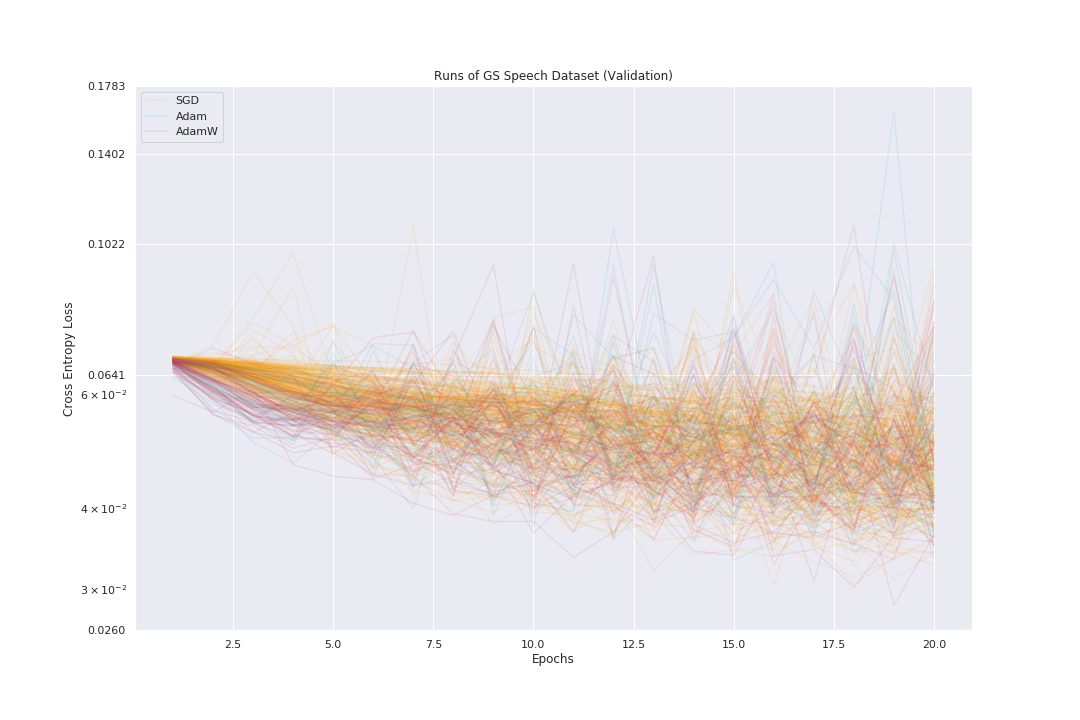 Runs of GS Speech Dataset (Validation)
SGD
Adam
AdamW
Cross Entropy Loss
0.1783
0.1402
0.1022
0.0641
6 × 10⁻²
4 × 10⁻²
3 × 10⁻²
0.0260
2.5 5.0 7.5 10.0 12.5 15.0 17.5 20.0
Epochs